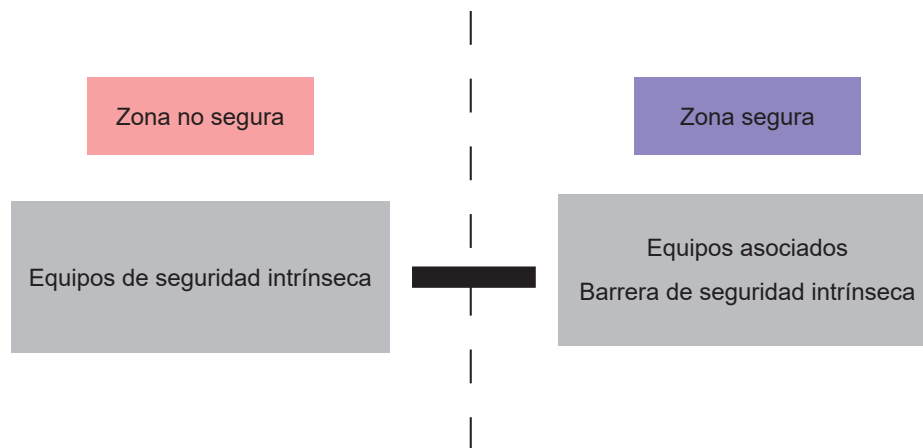 Zona no segura
Zona segura
Equipos de seguridad intrínseca
Equipos asociados
Barrera de seguridad intrínseca